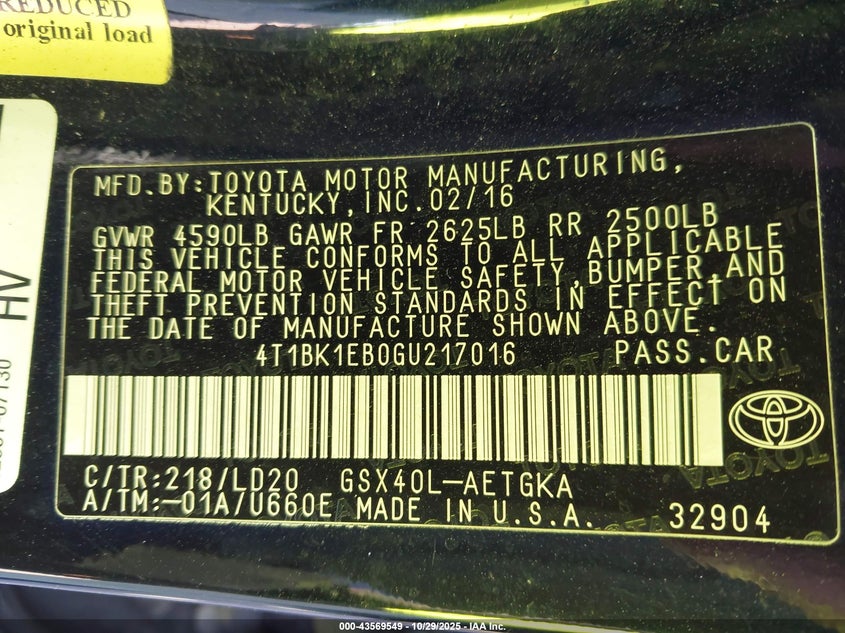 REDUCED
original load
HV
MFD.BY:TOYOTA MOTOR MANUFACTURING,
KENTUCKY,INC.02/16
GVWR 4590LB GAWR FR 2625LB RR 2500LB
THIS VEHICLE CONFORMS TO ALL APPLICABLE
FEDERAL MOTOR VEHICLE SAFETY,BUMPER,AND
THEFT PREVENTION STANDARDS IN EFFECT ON
THE DATE OF MANUFACTURE SHOWN ABOVE.
4T1BK1EB0GU217016 PASS.CAR
C/TR:218/LD20 GSX40L-AETGKA
A/TM:-01A/U660E MADE IN U.S.A. 32904
000-43569549 - 10/29/2025 - IAA Inc.